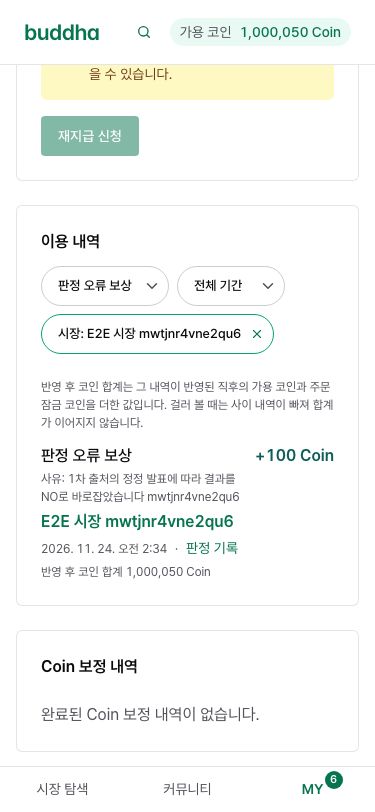 buddha
가용 코인 1,000,050 Coin
을 수 있습니다.
재지급 신청
이용 내역
판정 오류 보상
전체 기간
시장: E2E 시장 mwtjnr4vne2qu6 ×
반영 후 코인 합계는 그 내역이 반영된 직후의 가용 코인과 주문
잠금 코인을 더한 값입니다. 걸러 볼 때는 사이 내역이 빠져 합계
가 이어지지 않습니다.
판정 오류 보상 +100 Coin
사유: 1차 출처의 정정 발표에 따라 결과를
NO로 바로잡았습니다 mwtjnr4vne2qu6
E2E 시장 mwtjnr4vne2qu6
2026. 11. 24. 오전 2:34 · 판정 기록
반영 후 코인 합계 1,000,050 Coin
Coin 보정 내역
완료된 Coin 보정 내역이 없습니다.
시장 탐색 커뮤니티 MY 6